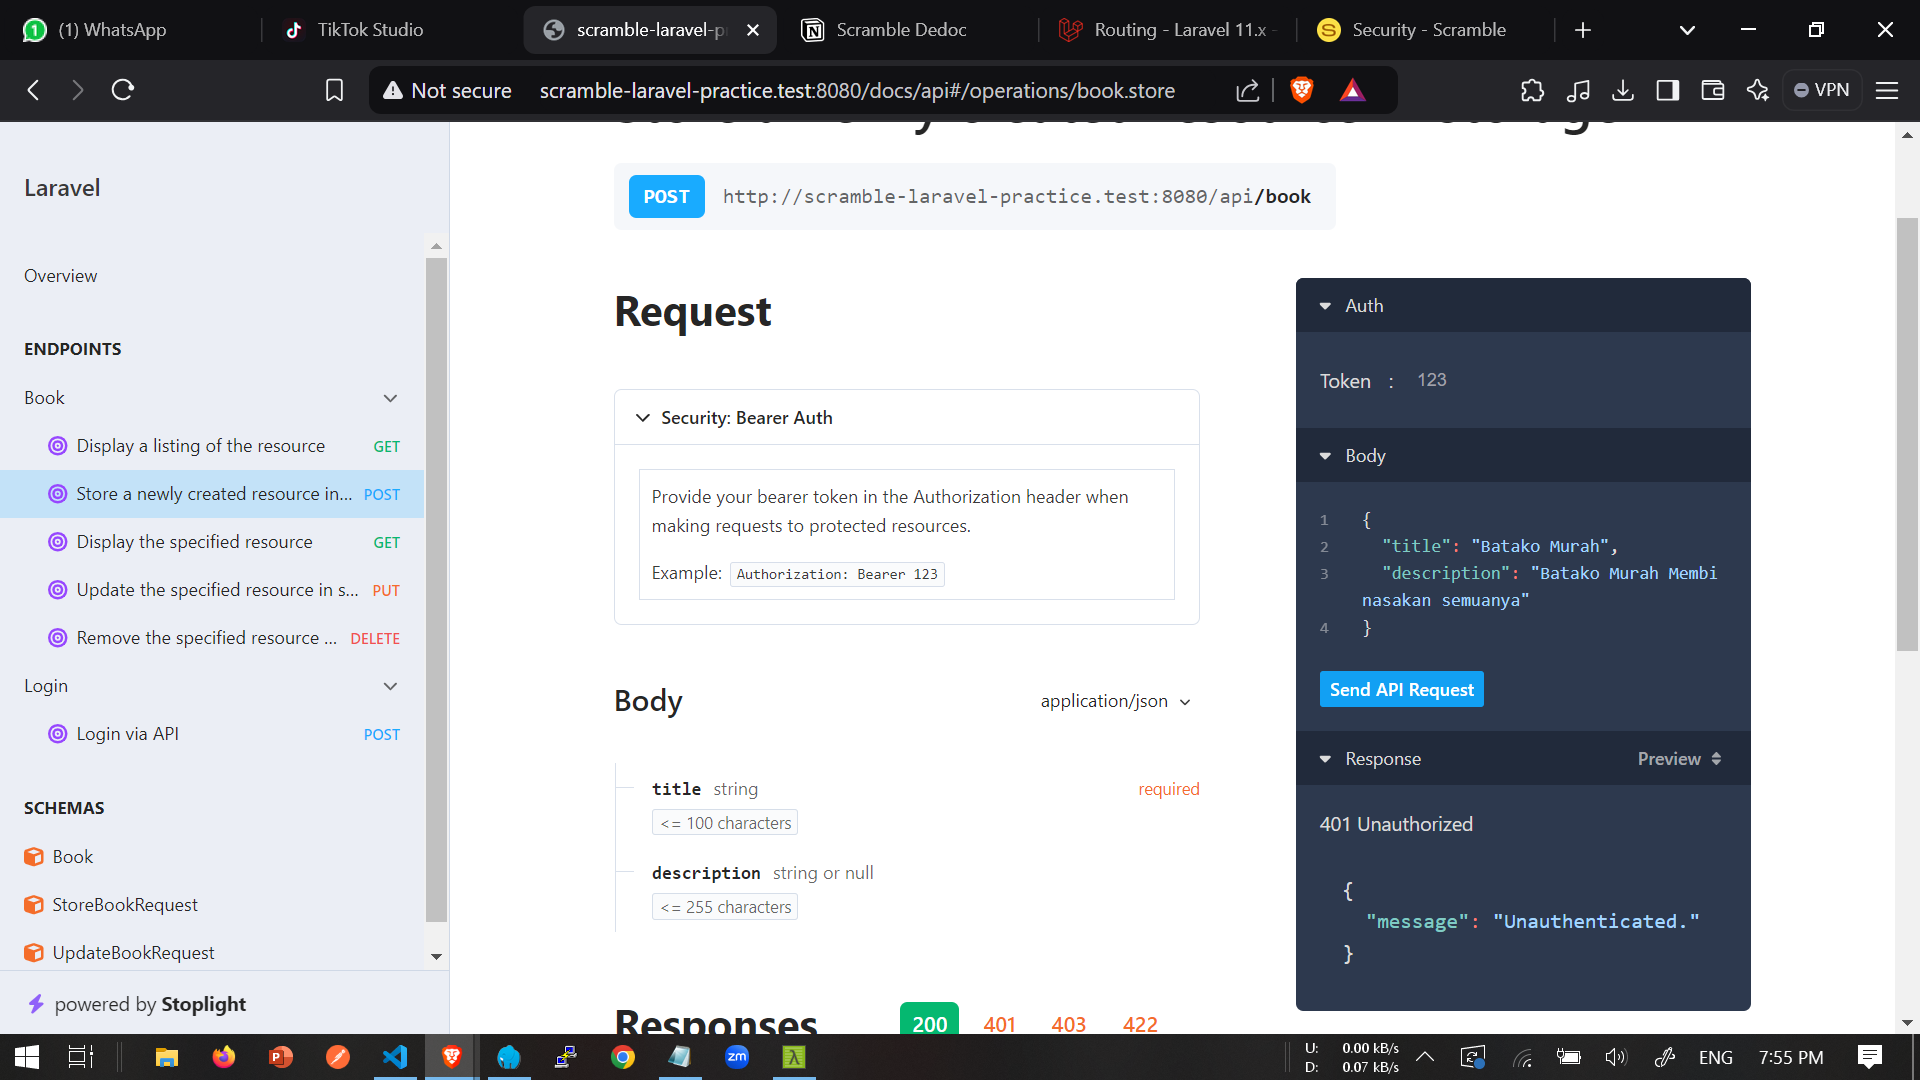 (1) WhatsApp
TikTok Studio
scramble-laravel-p
Scramble Dedoc
Routing - Laravel 11.x -
Security - Scramble
Not secure
scramble-laravel-practice.test:8080/docs/api#/operations/book.store
VPN
Laravel
Overview
ENDPOINTS
Book
Display a listing of the resource GET
Store a newly created resource in... POST
Display the specified resource GET
Update the specified resource in s... PUT
Remove the specified resource ... DELETE
Login
Login via API POST
SCHEMAS
Book
StoreBookRequest
UpdateBookRequest
powered by Stoplight
POST http://scramble-laravel-practice.test:8080/api/book
Request
Security: Bearer Auth
Provide your bearer token in the Authorization header when
making requests to protected resources.
Example: Authorization: Bearer 123
Body application/json
title string required
<= 100 characters
description string or null
<= 255 characters
Responses 200 401 403 422
Auth
Token : 123
Body
1 {
2 "title": "Batako Murah",
3 "description": "Batako Murah Membi
nasakan semuanya"
4 }
Send API Request
Response Preview
401 Unauthorized
{
"message": "Unauthenticated."
}
zm
U: 0.00 kB/s
D: 0.07 kB/s
ENG
7:55 PM